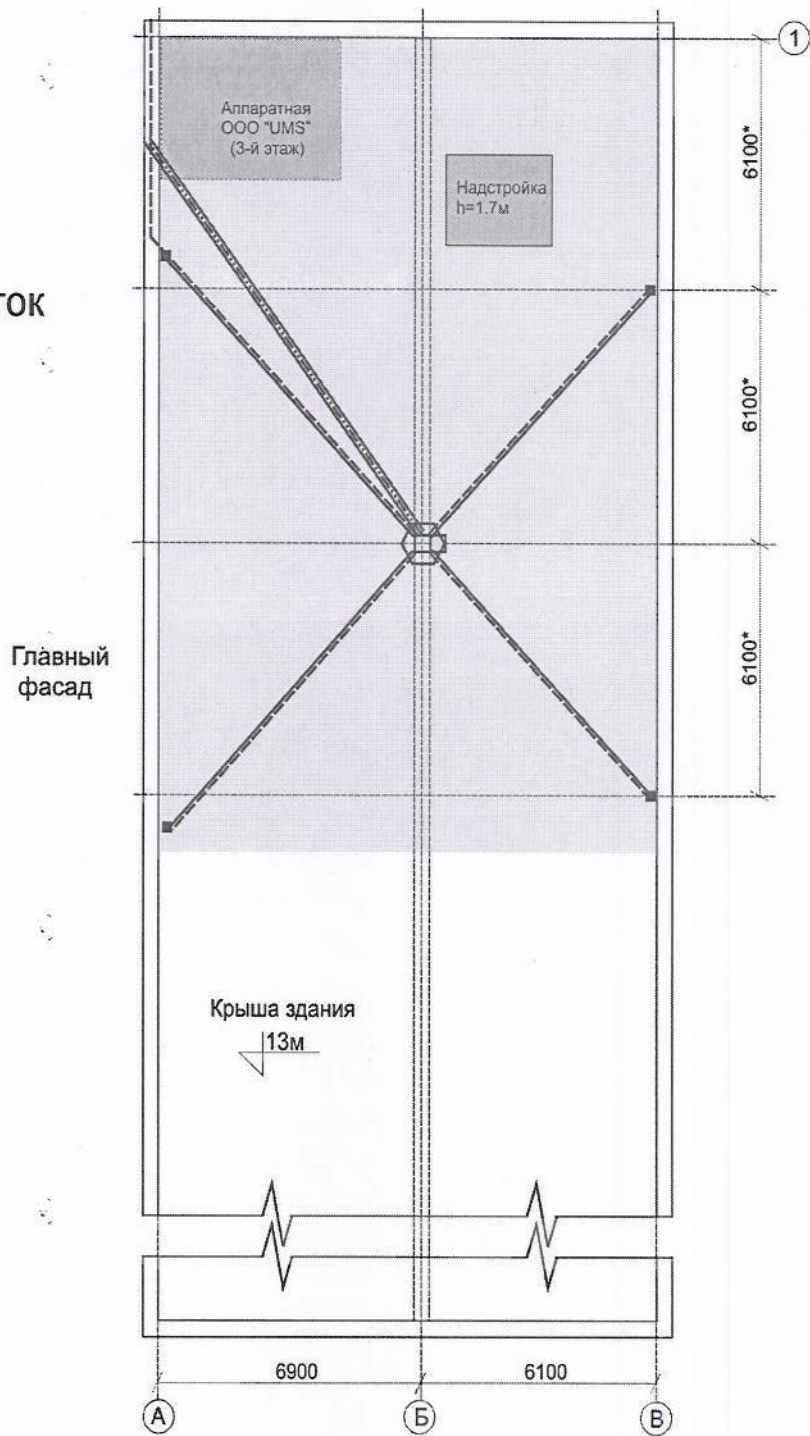 1
Аппаратная
ООО "UMS"
(3-й этаж)
Надстройка
h=1.7м
6100*
ТОК
6100*
6100*
Главный
фасад
Крыша здания
13м
6900
6100
А
Б
В